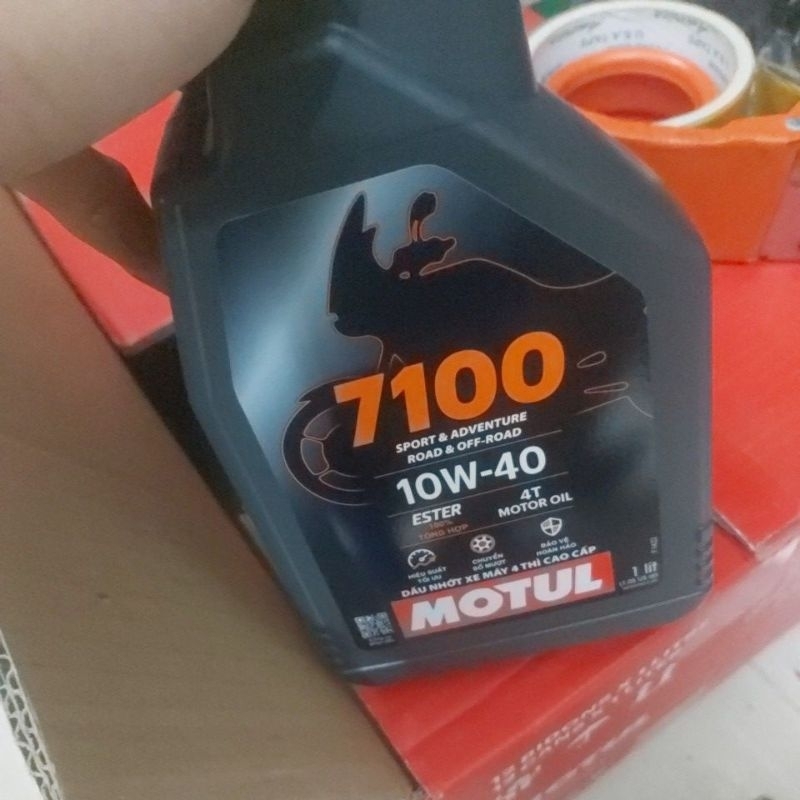 7100
SPORT & ADVENTURE
ROAD & OFF-ROAD
10W-40
ESTER
100%
TỔNG HỢP
4T
MOTOR OIL
HIỆU SUẤT
TỐI ƯU
CHUYỂN
SỐ MƯỢT
BẢO VỆ
HOÀN HẢO
DẦU NHỚT XE MÁY 4 THÌ CAO CẤP
1 lít
MOTUL